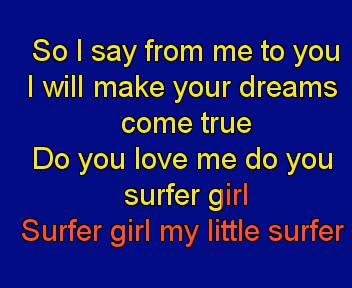 So I say from me to you
I will make your dreams
come true
Do you love me do you
surfer girl
Surfer girl my little surfer